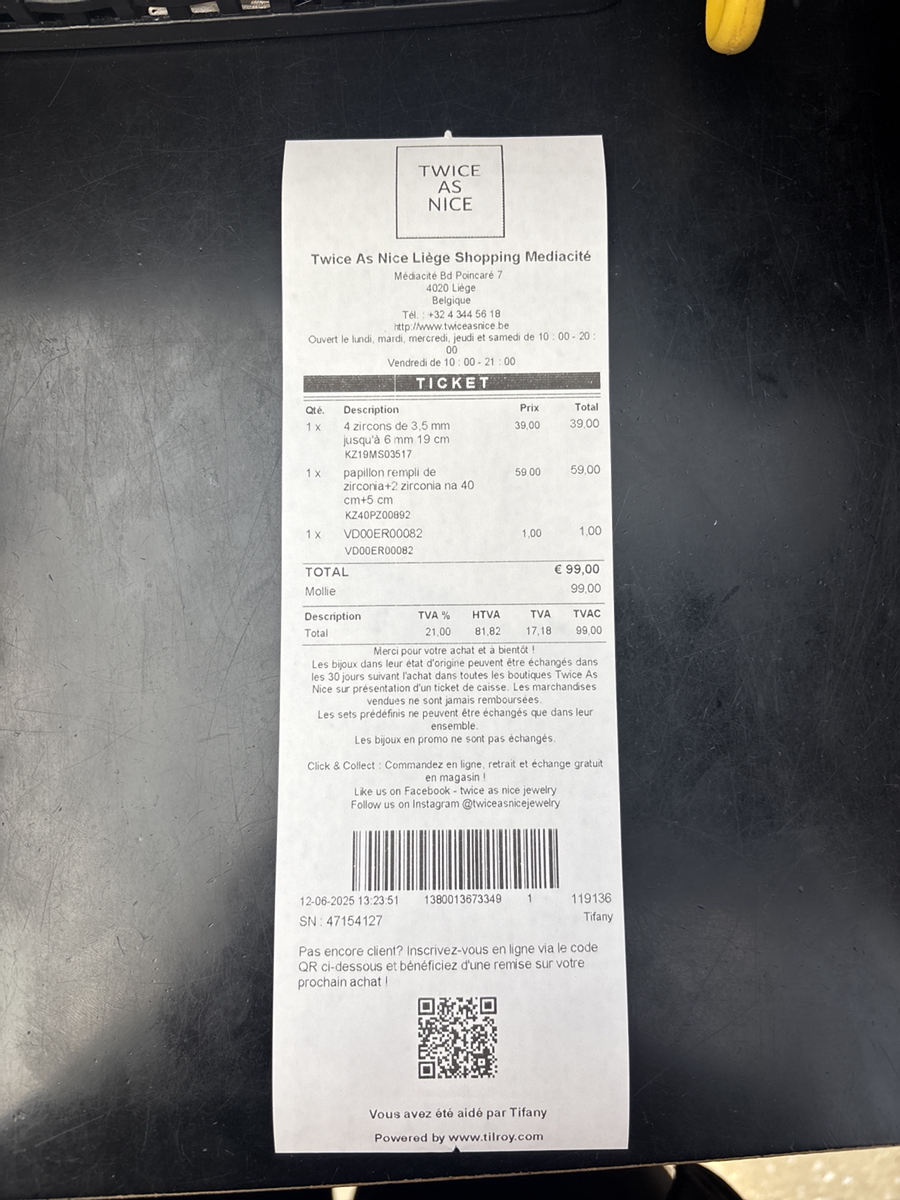 TWICE
AS
NICE
Twice As Nice Liège Shopping Mediacité
Médiacité Bd Poincaré 7
4020 Liège
Belgique
Tél. : +32 4 344 56 18
http://www.twiceasnice.be
Ouvert le lundi, mardi, mercredi, jeudi et samedi de 10 : 00 - 20 :
00
Vendredi de 10 : 00 - 21 : 00
TICKET
Qté. Description Prix Total
1 x 4 zircons de 3,5 mm 39,00 39,00
jusqu'à 6 mm 19 cm
KZ19MS03517
1 x papillon rempli de 59,00 59,00
zirconia+2 zirconia na 40
cm+5 cm
KZ40PZ00892
1 x VD00ER00082 1,00 1,00
VD00ER00082
TOTAL € 99,00
Mollie 99,00
Description TVA % HTVA TVA TVAC
Total 21,00 81,82 17,18 99,00
Merci pour votre achat et à bientôt !
Les bijoux dans leur état d'origine peuvent être échangés dans
les 30 jours suivant l'achat dans toutes les boutiques Twice As
Nice sur présentation d'un ticket de caisse. Les marchandises
vendues ne sont jamais remboursées.
Les sets prédéfinis ne peuvent être échangés que dans leur
ensemble.
Les bijoux en promo ne sont pas échangés.
Click & Collect : Commandez en ligne, retrait et échange gratuit
en magasin !
Like us on Facebook - twice as nice jewelry
Follow us on Instagram @twiceasnicejewelry
12-06-2025 13:23:51 1380013673349 1 119136
SN : 47154127 Tifany
Pas encore client? Inscrivez-vous en ligne via le code
QR ci-dessous et bénéficiez d'une remise sur votre
prochain achat !
Vous avez été aidé par Tifany
Powered by www.tilroy.com